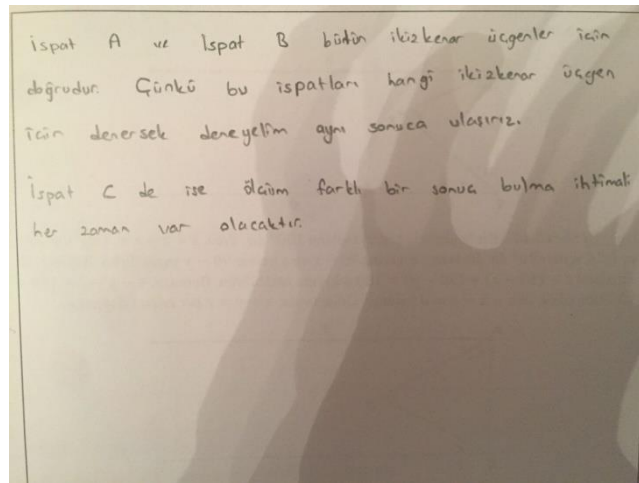 İspat A ve İspat B bütün ikizkenar üçgenler için
doğrudur. Çünkü bu ispatları hangi ikizkenar üçgen
için denersek deneyelim aynı sonuca ulaşırız.
İspat C de ise ölçüm farklı bir sonuç bulma ihtimali
her zaman var olacaktır.